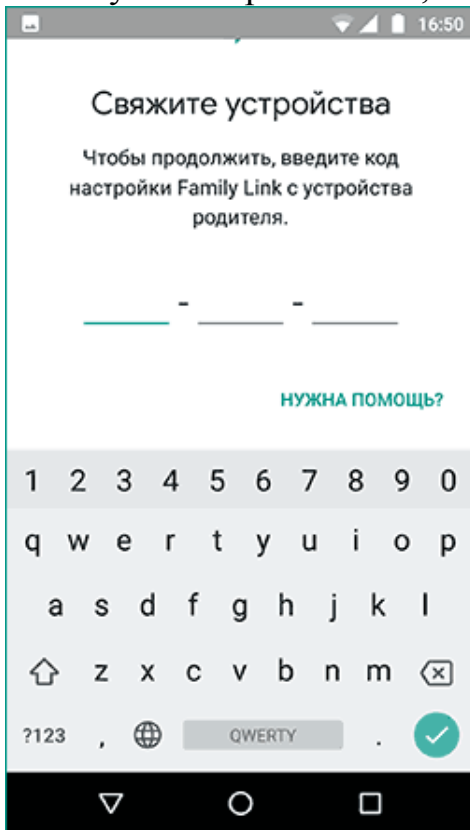 16:50
Свяжите устройства
Чтобы продолжить, введите код
настройки Family Link с устройства
родителя.
- -
НУЖНА ПОМОЩЬ?
1 2 3 4 5 6 7 8 9 0
q w e r t y u i o p
a s d f g h j k l
z x c v b n m
?123 , QWERTY .